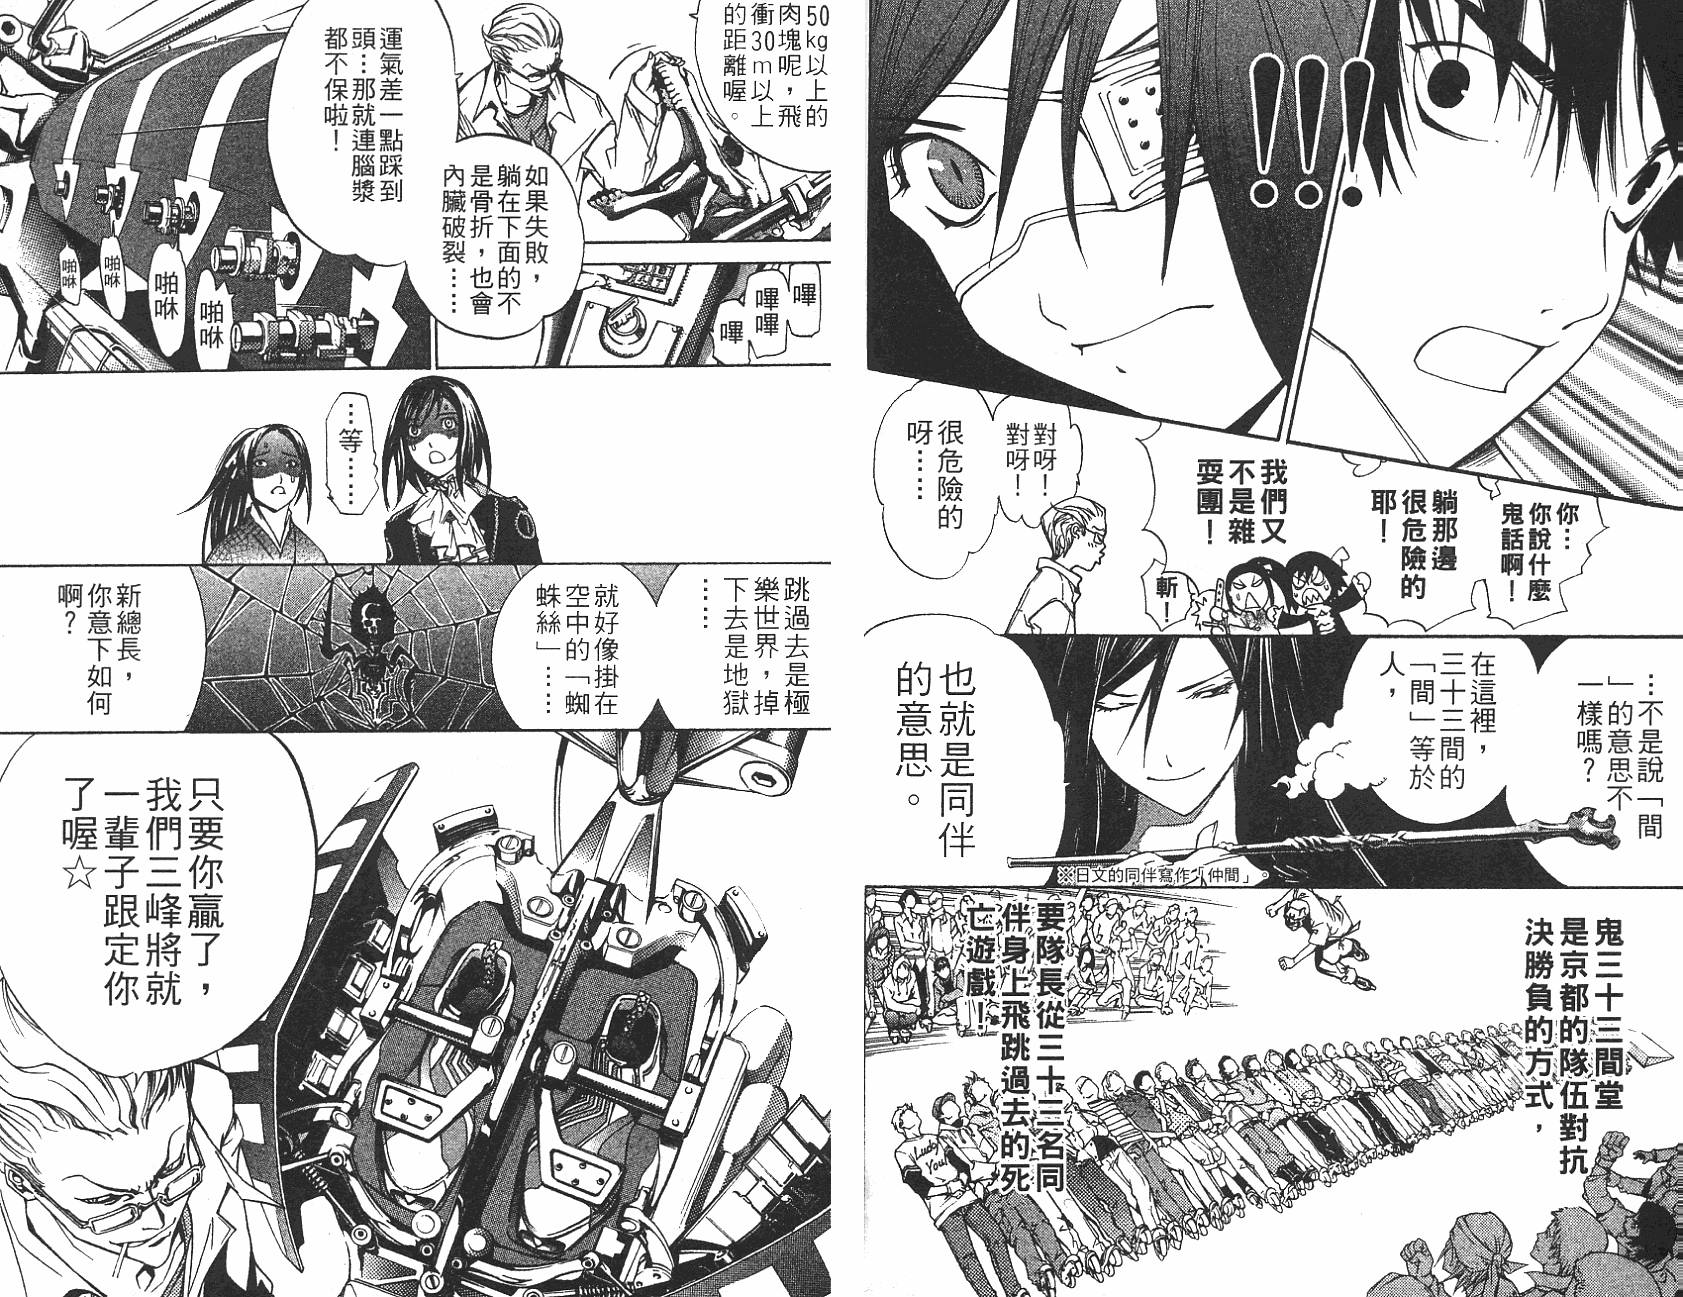 !!!
你…
你說什麼
鬼話啊！
躺那邊
很危險的
耶！
我們又
不是雜
耍團！
斬！
對呀！
對呀！
很危險的
呀……
…不是說「間
」的意思不
一樣嗎？
在這裡，
三十三間的
「間」等於
人，
也就是同伴
的意思。
※日文的同伴寫作「仲間」。
鬼三十三間堂
是京都的隊伍對抗
決勝負的方式，
要隊長從三十三名同
伴身上飛跳過去的死
亡遊戲！
Lucky
You!
50kg以上的
肉塊呢，飛
衝30m以上
的距離喔。
如果失敗，
躺在下面的不
是骨折，也會
內臟破裂……
運氣差一點踩到
頭…那就連腦漿
都不保啦！
嗶
嗶嗶
嗶
啪咻
啪咻
啪咻
啪咻
…等……
跳過去是極
樂世界，掉
下去是地獄
……
就好像掛在
空中的「蜘
蛛絲」……
新總長，
你意下如何
啊？
只要你贏了，
我們三峰將就
一輩子跟定你
了喔☆